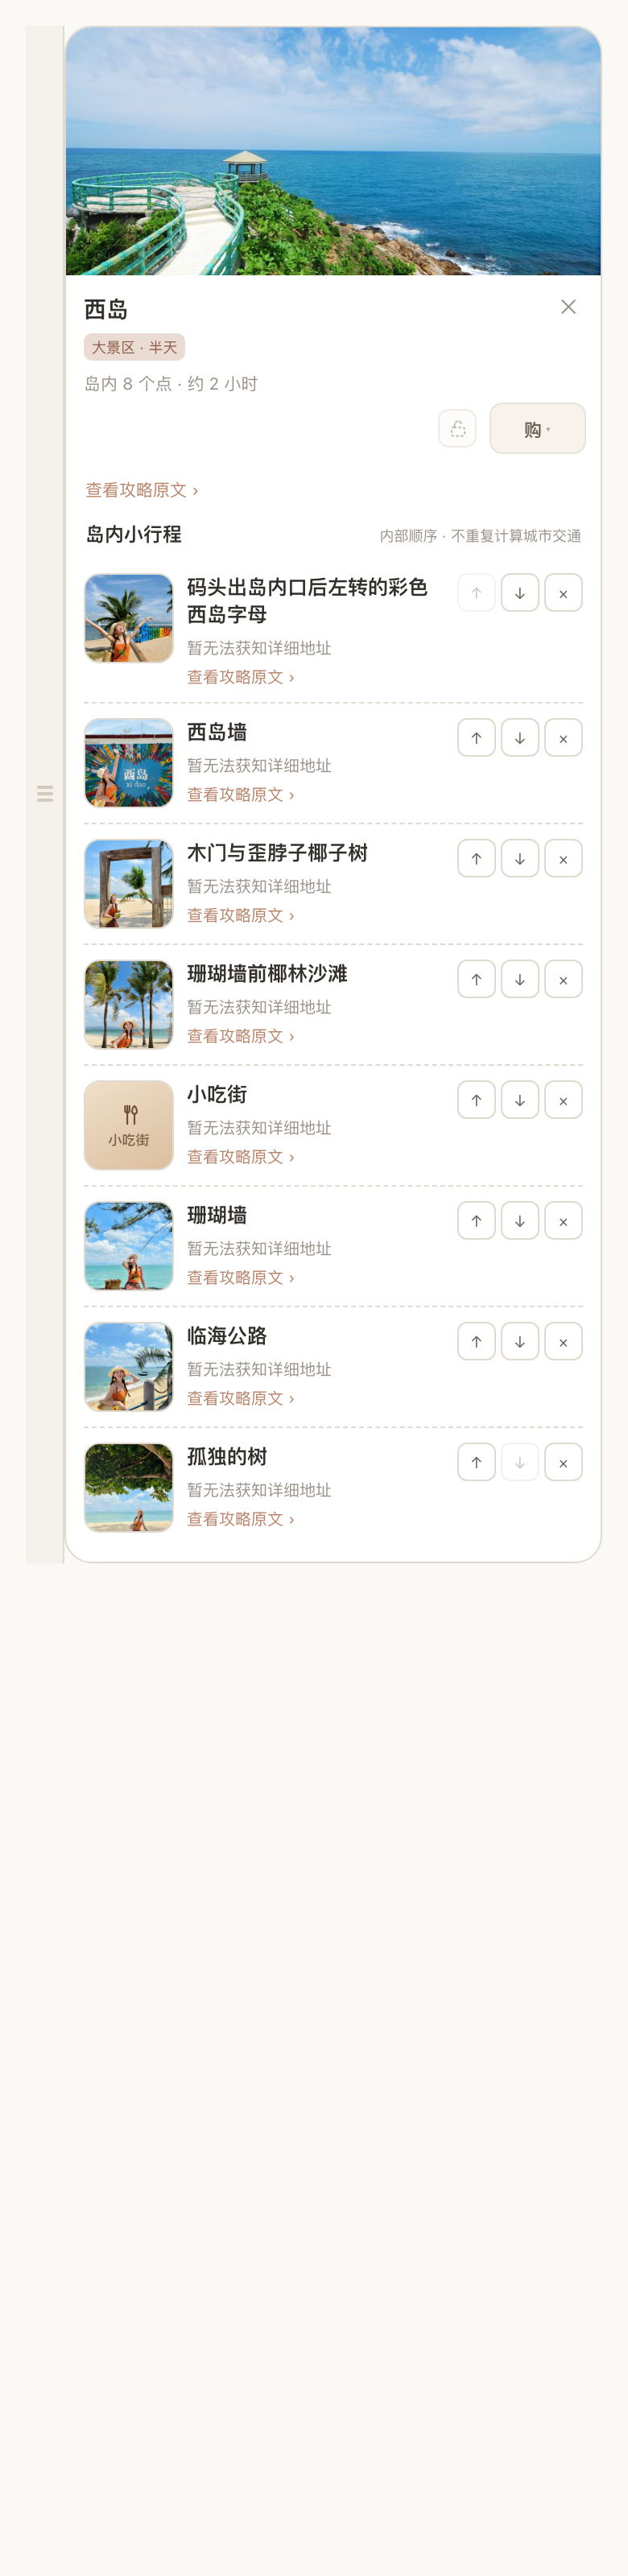 西岛
大景区 · 半天
岛内 8 个点 · 约 2 小时
购
查看攻略原文 ›
岛内小行程
内部顺序 · 不重复计算城市交通
码头出岛内口后左转的彩色
西岛字母
暂无法获知详细地址
查看攻略原文 ›
西岛
xi dao
西岛墙
暂无法获知详细地址
查看攻略原文 ›
木门与歪脖子椰子树
暂无法获知详细地址
查看攻略原文 ›
珊瑚墙前椰林沙滩
暂无法获知详细地址
查看攻略原文 ›
小吃街
小吃街
暂无法获知详细地址
查看攻略原文 ›
珊瑚墙
暂无法获知详细地址
查看攻略原文 ›
临海公路
暂无法获知详细地址
查看攻略原文 ›
孤独的树
暂无法获知详细地址
查看攻略原文 ›